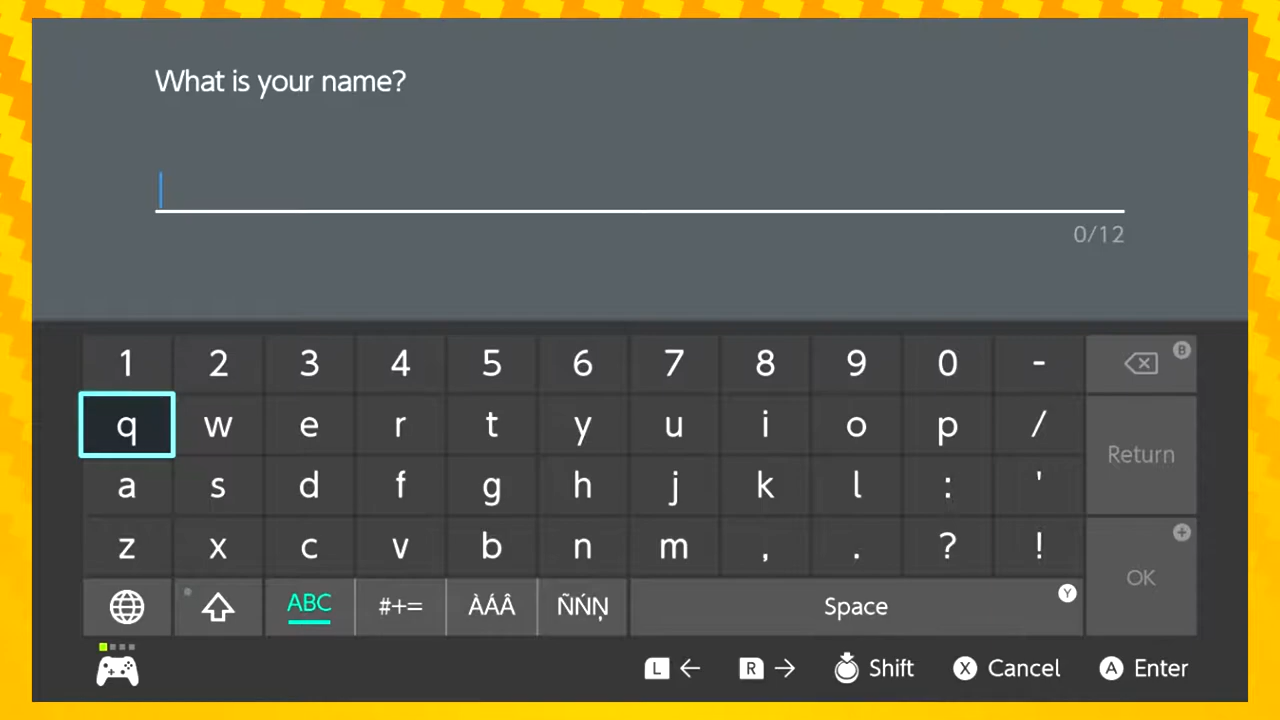 What is your name?
0/12
1 2 3 4 5 6 7 8 9 0 - B
q w e r t y u i o p / Return
a s d f g h j k l : '
z x c v b n m , . ? ! +
ABC #+= ÀÁÂ ÑŃŅ Space Y OK
L ← R → Shift X Cancel A Enter